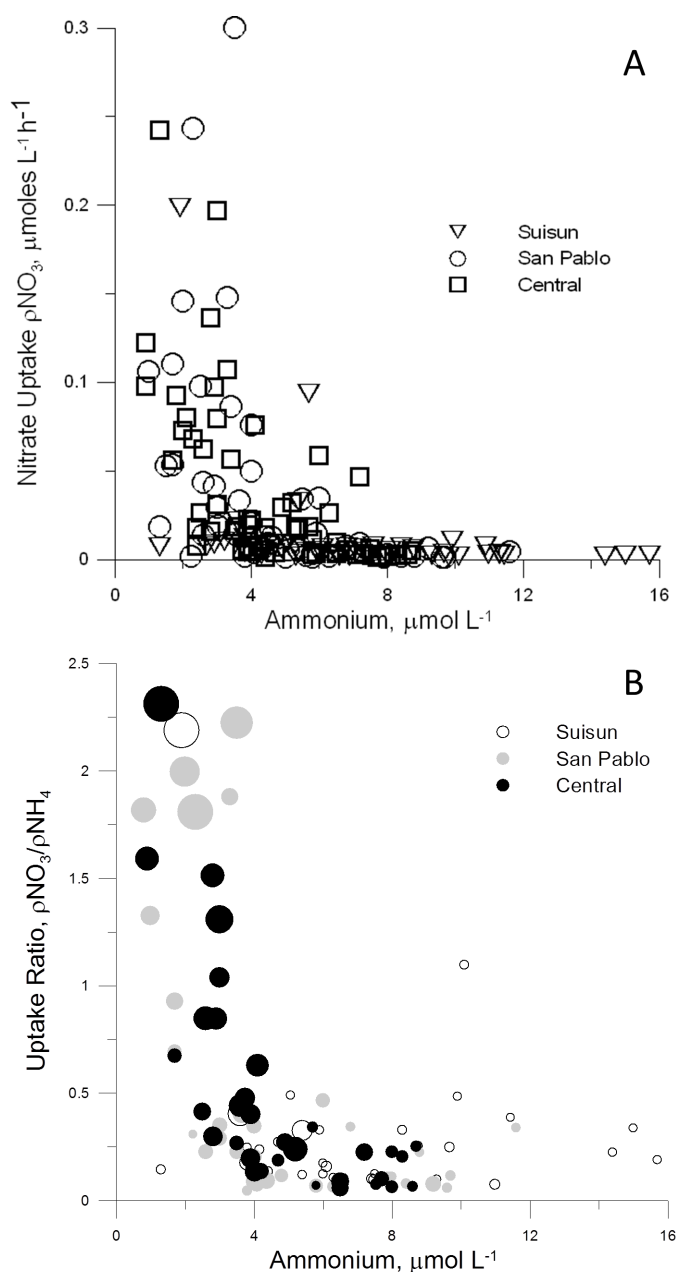 A
0.3
0.2
0.1
0
Nitrate Uptake ρNO3, μmoles L-1 h-1
Suisun
San Pablo
Central
0 4 8 12 16
Ammonium, μmol L-1
B
2.5
2
1.5
1
0.5
0
Uptake Ratio, ρNO3/ρNH4
Suisun
San Pablo
Central
0 4 8 12 16
Ammonium, μmol L-1